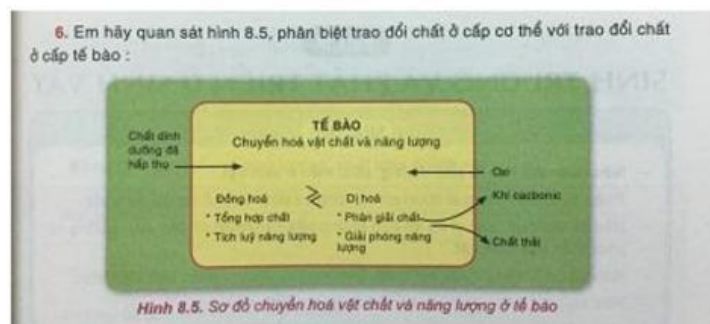 6. Em hãy quan sát hình 8.5, phân biệt trao đổi chất ở cấp cơ thể với trao đổi chất
ở cấp tế bào :
TẾ BÀO
Chuyển hoá vật chất và năng lượng
Chất dinh
dưỡng đã
hấp thụ
Oxi
Khí cacbonic
Chất thải
Đồng hoá
* Tổng hợp chất
* Tích luỹ năng lượng
Dị hoá
* Phân giải chất
* Giải phóng năng
lượng
Hình 8.5. Sơ đồ chuyển hoá vật chất và năng lượng ở tế bào